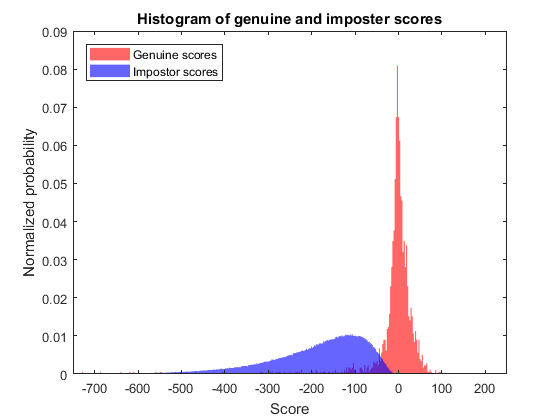 Histogram of genuine and imposter scores
Genuine scores
Impostor scores
Normalized probability
0.09
0.08
0.07
0.06
0.05
0.04
0.03
0.02
0.01
0
-700 -600 -500 -400 -300 -200 -100 0 100 200
Score